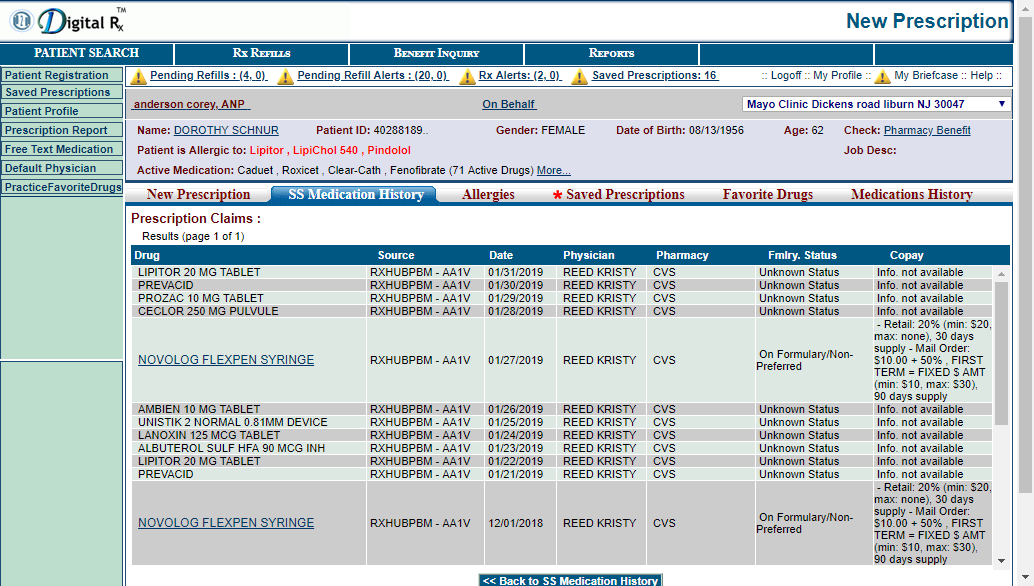 Digital Rx TM
New Prescription
PATIENT SEARCH RX REFILLS BENEFIT INQUIRY REPORTS
Patient Registration
Saved Prescriptions
Patient Profile
Prescription Report
Free Text Medication
Default Physician
PracticeFavoriteDrugs
Pending Refills : (4, 0) Pending Refill Alerts : (20, 0) Rx Alerts: (2, 0) Saved Prescriptions: 16 :: Logoff :: My Profile :: My Briefcase :: Help ::
anderson corey, ANP On Behalf Mayo Clinic Dickens road liburn NJ 30047
Name: DOROTHY SCHNUR Patient ID: 40288189.. Gender: FEMALE Date of Birth: 08/13/1956 Age: 62 Check: Pharmacy Benefit
Patient is Allergic to: Lipitor , LipiChol 540 , Pindolol Job Desc:
Active Medication: Caduet , Roxicet , Clear-Cath , Fenofibrate (71 Active Drugs) More...
New Prescription SS Medication History Allergies * Saved Prescriptions Favorite Drugs Medications History
Prescription Claims :
Results (page 1 of 1)
Drug Source Date Physician Pharmacy Fmlry. Status Copay
LIPITOR 20 MG TABLET RXHUBPBM - AA1V 01/31/2019 REED KRISTY CVS Unknown Status Info. not available
PREVACID RXHUBPBM - AA1V 01/30/2019 REED KRISTY CVS Unknown Status Info. not available
PROZAC 10 MG TABLET RXHUBPBM - AA1V 01/29/2019 REED KRISTY CVS Unknown Status Info. not available
CECLOR 250 MG PULVULE RXHUBPBM - AA1V 01/28/2019 REED KRISTY CVS Unknown Status Info. not available
NOVOLOG FLEXPEN SYRINGE RXHUBPBM - AA1V 01/27/2019 REED KRISTY CVS
On Formulary/Non-
Preferred
- Retail: 20% (min: $20,
max: none), 30 days
supply - Mail Order:
$10.00 + 50% , FIRST
TERM = FIXED $ AMT
(min: $10, max: $30),
90 days supply
AMBIEN 10 MG TABLET RXHUBPBM - AA1V 01/26/2019 REED KRISTY CVS Unknown Status Info. not available
UNISTIK 2 NORMAL 0.81MM DEVICE RXHUBPBM - AA1V 01/25/2019 REED KRISTY CVS Unknown Status Info. not available
LANOXIN 125 MCG TABLET RXHUBPBM - AA1V 01/24/2019 REED KRISTY CVS Unknown Status Info. not available
ALBUTEROL SULF HFA 90 MCG INH RXHUBPBM - AA1V 01/23/2019 REED KRISTY CVS Unknown Status Info. not available
LIPITOR 20 MG TABLET RXHUBPBM - AA1V 01/22/2019 REED KRISTY CVS Unknown Status Info. not available
PREVACID RXHUBPBM - AA1V 01/21/2019 REED KRISTY CVS Unknown Status Info. not available
NOVOLOG FLEXPEN SYRINGE RXHUBPBM - AA1V 12/01/2018 REED KRISTY CVS
On Formulary/Non-
Preferred
- Retail: 20% (min: $20,
max: none), 30 days
supply - Mail Order:
$10.00 + 50% , FIRST
TERM = FIXED $ AMT
(min: $10, max: $30),
90 days supply
<< Back to SS Medication History